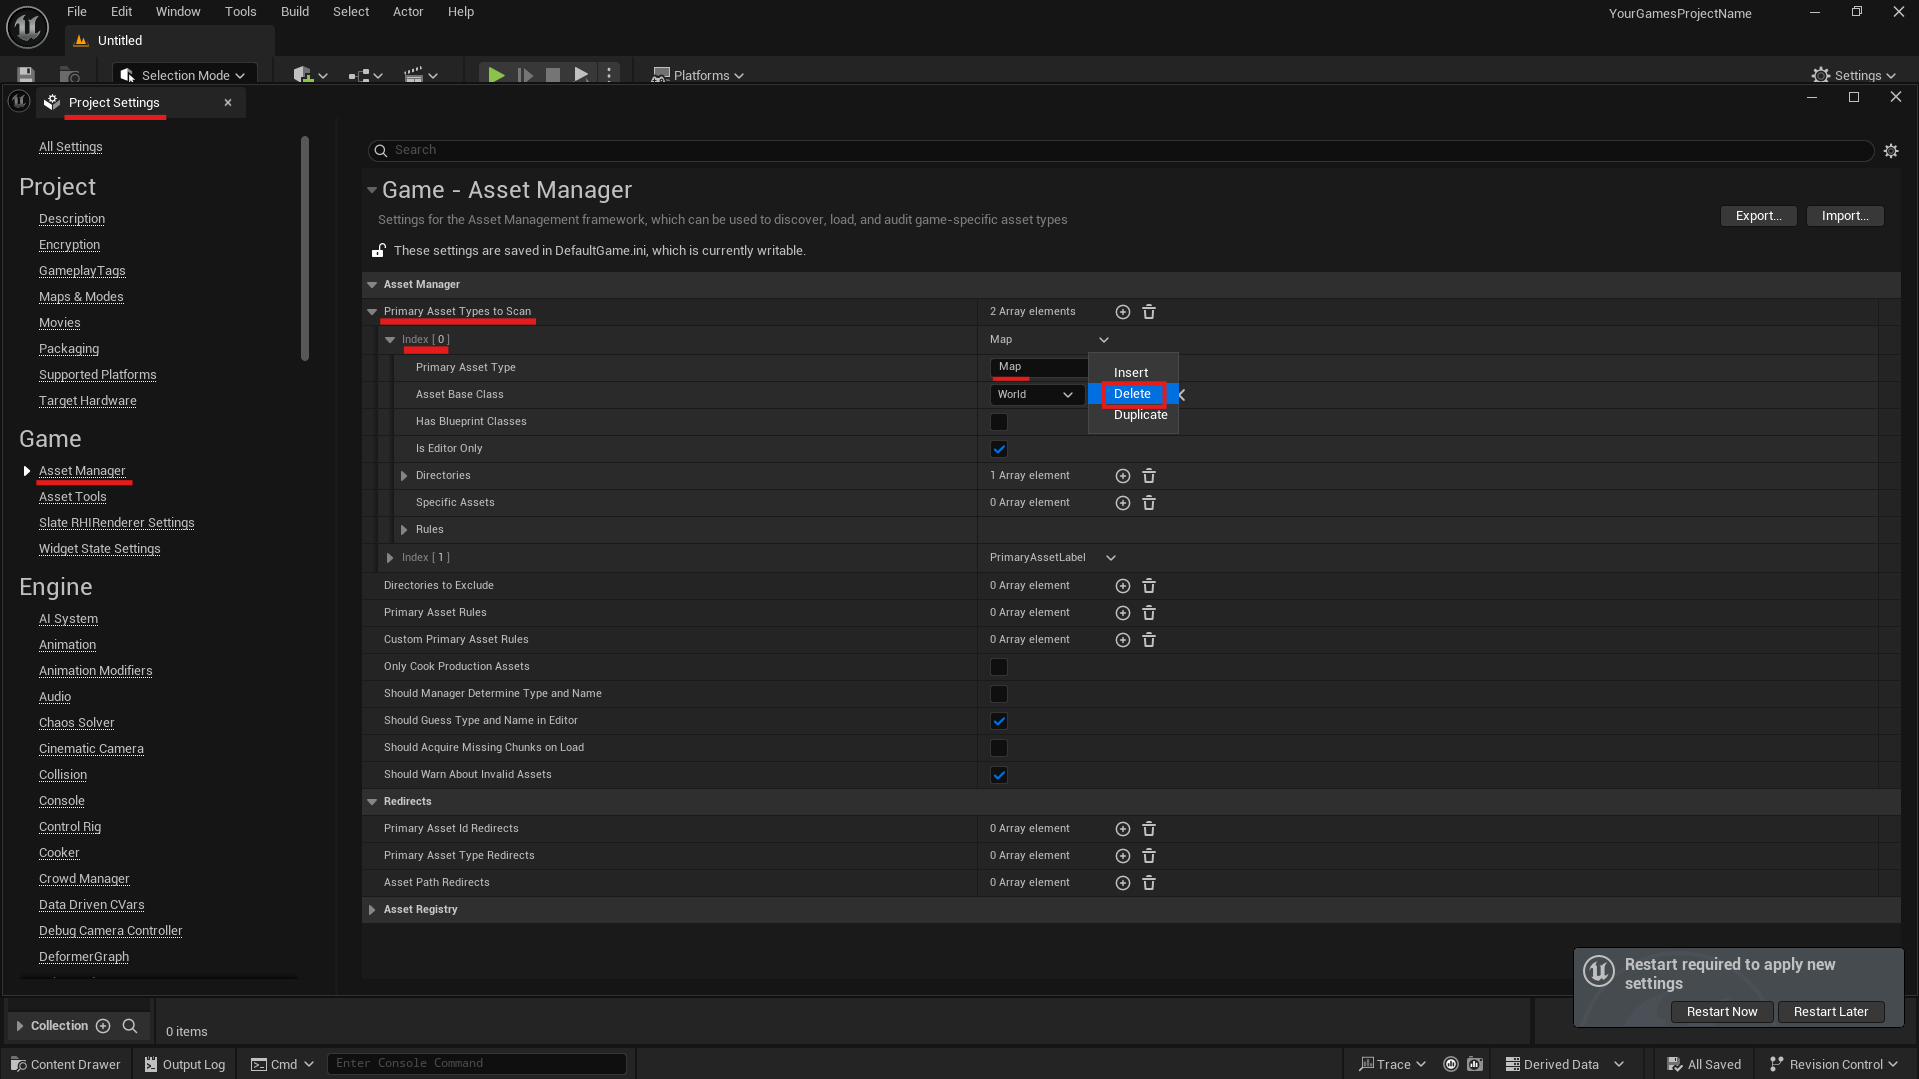 File Edit Window Tools Build Select Actor Help
YourGamesProjectName
Untitled
Selection Mode
Platforms
Settings
Project Settings
All Settings
Project
Description
Encryption
GameplayTags
Maps & Modes
Movies
Packaging
Supported Platforms
Target Hardware
Game
Asset Manager
Asset Tools
Slate RHIRenderer Settings
Widget State Settings
Engine
AI System
Animation
Animation Modifiers
Audio
Chaos Solver
Cinematic Camera
Collision
Console
Control Rig
Cooker
Crowd Manager
Data Driven CVars
Debug Camera Controller
DeformerGraph
Search
Game - Asset Manager
Settings for the Asset Management framework, which can be used to discover, load, and audit game-specific asset types
Export... Import...
These settings are saved in DefaultGame.ini, which is currently writable.
Asset Manager
Primary Asset Types to Scan 2 Array elements
Index [ 0 ] Map
Primary Asset Type Map
Asset Base Class World
Insert
Delete
Duplicate
Has Blueprint Classes
Is Editor Only
Directories 1 Array element
Specific Assets 0 Array element
Rules
Index [ 1 ] PrimaryAssetLabel
Directories to Exclude 0 Array element
Primary Asset Rules 0 Array element
Custom Primary Asset Rules 0 Array element
Only Cook Production Assets
Should Manager Determine Type and Name
Should Guess Type and Name in Editor
Should Acquire Missing Chunks on Load
Should Warn About Invalid Assets
Redirects
Primary Asset Id Redirects 0 Array element
Primary Asset Type Redirects 0 Array element
Asset Path Redirects 0 Array element
Asset Registry
Restart required to apply new
settings
Restart Now Restart Later
Collection
0 items
Content Drawer Output Log Cmd Enter Console Command Trace Derived Data All Saved Revision Control